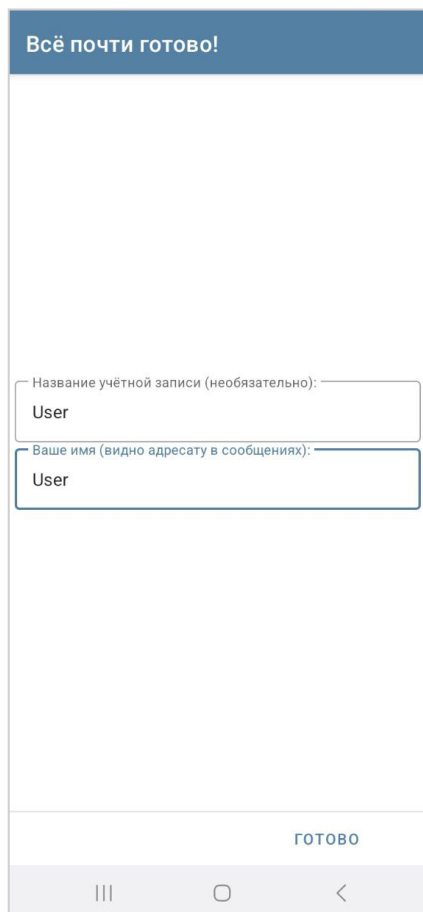 Всё почти готово!
Название учётной записи (необязательно):
User
Ваше имя (видно адресату в сообщениях):
User
ГОТОВО